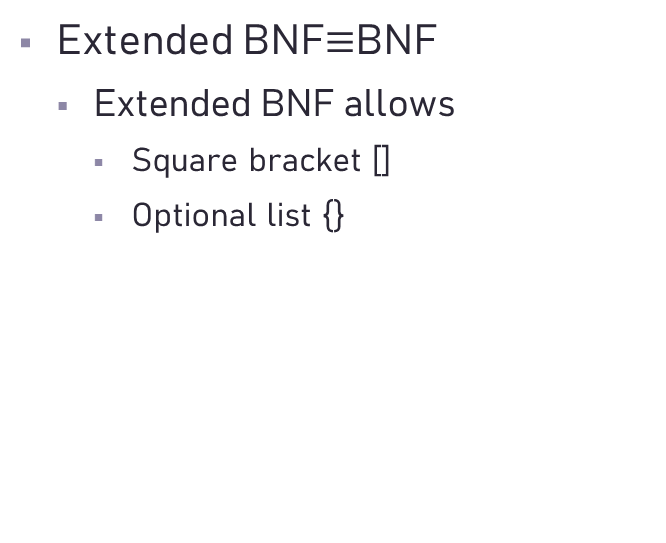 Extended BNF≡BNF
Extended BNF allows
Square bracket []
Optional list {}